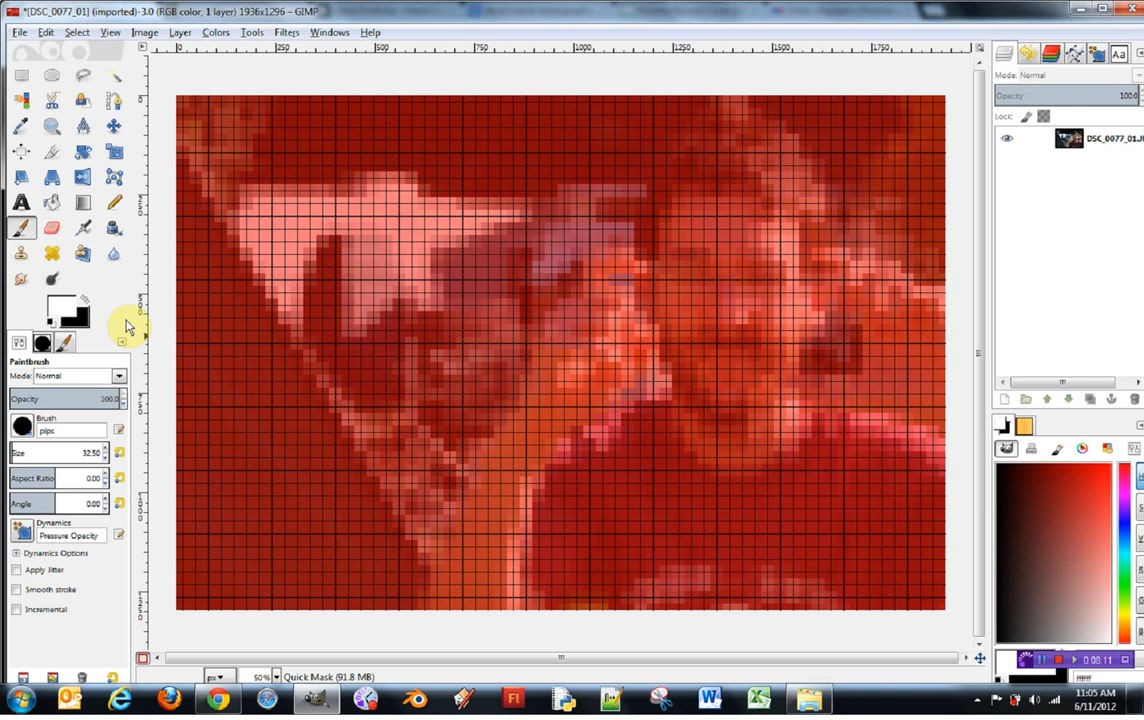 *[DSC_0077_01] (imported)-3.0 (RGB color, 1 layer) 1936x1296 – GIMP
File Edit Select View Image Layer Colors Tools Filters Windows Help
0 250 500 750 1000 1250 1500 1750
Mode: Normal
Opacity 100.0
Lock:
DSC_0077_01.J
Paintbrush
Mode: Normal
Opacity 100.0
Brush
pips
Size 32.50
Aspect Ratio 0.00
Angle 0.00
Dynamics
Pressure Opacity
Dynamics Options
Apply Jitter
Smooth stroke
Incremental
px 50% Quick Mask (91.8 MB)
0:08:11
ffffff
11:05 AM
6/11/2012